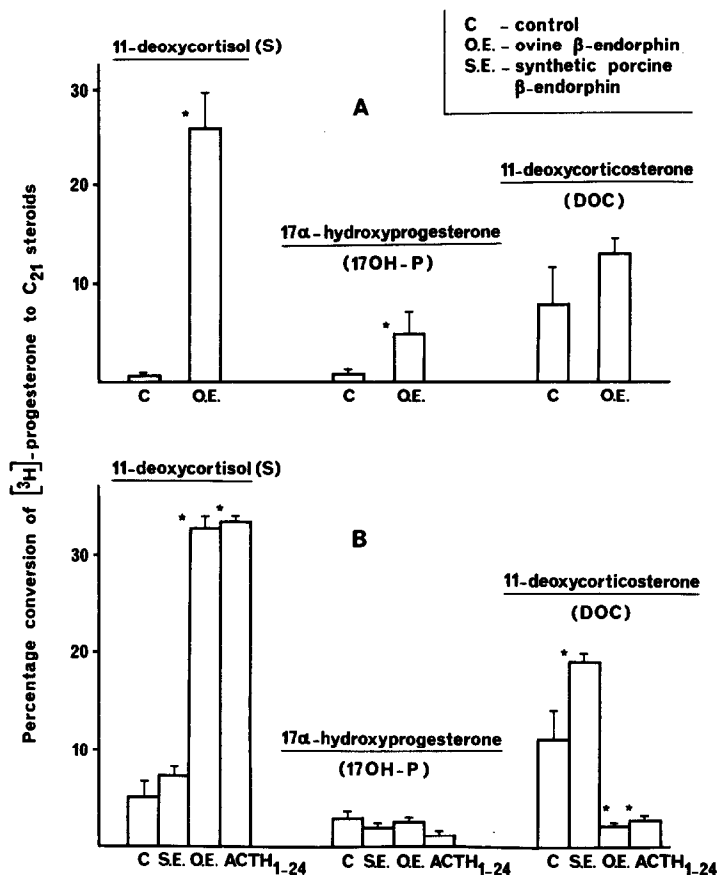 C - control
O.E. - ovine β-endorphin
S.E. - synthetic porcine
β-endorphin
11-deoxycortisol (S)
A
30
20
10
17α-hydroxyprogesterone
(17OH-P)
11-deoxycorticosterone
(DOC)
C O.E. C O.E. C O.E.
Percentage conversion of [³H]-progesterone to C₂₁ steroids
11-deoxycortisol (S)
B
30
20
10
17α-hydroxyprogesterone
(17OH-P)
11-deoxycorticosterone
(DOC)
C S.E. O.E. ACTH₁₋₂₄ C S.E. O.E. ACTH₁₋₂₄ C S.E. O.E. ACTH₁₋₂₄